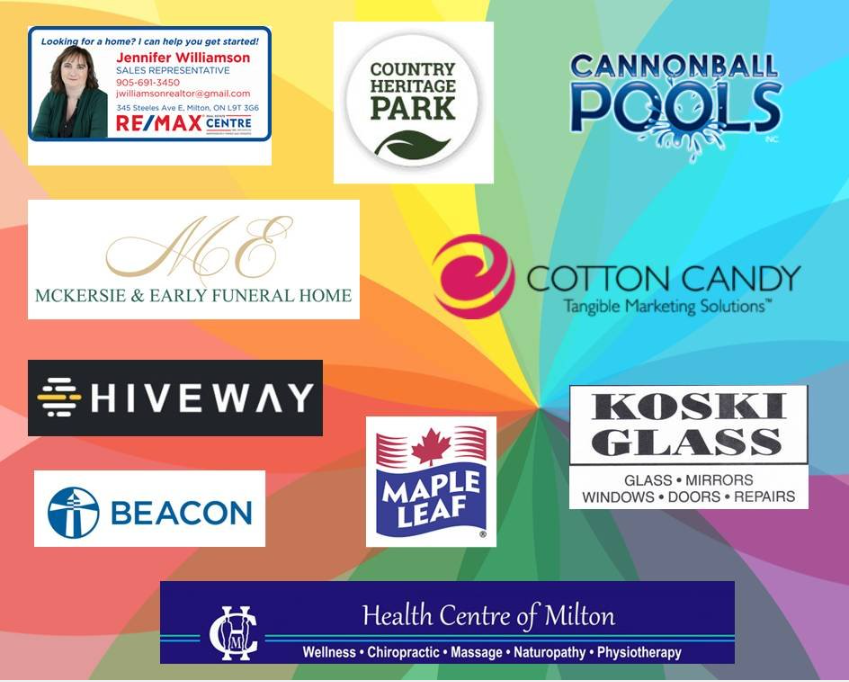 Looking for a home? I can help you get started!
Jennifer Williamson
SALES REPRESENTATIVE
905-691-3450
jwilliamsonrealtor@gmail.com
345 Steeles Ave E, Milton, ON L9T 3G6
RE/MAX
CENTRE
COUNTRY
HERITAGE
PARK
CANNONBALL
POOLS
INC
ME
MCKERSIE & EARLY FUNERAL HOME
COTTON CANDY
Tangible Marketing Solutions™
HIVEWAY
MAPLE
LEAF
®
KOSKI
GLASS
GLASS • MIRRORS
WINDOWS • DOORS • REPAIRS
BEACON
HCM
Health Centre of Milton
Wellness • Chiropractic • Massage • Naturopathy • Physiotherapy